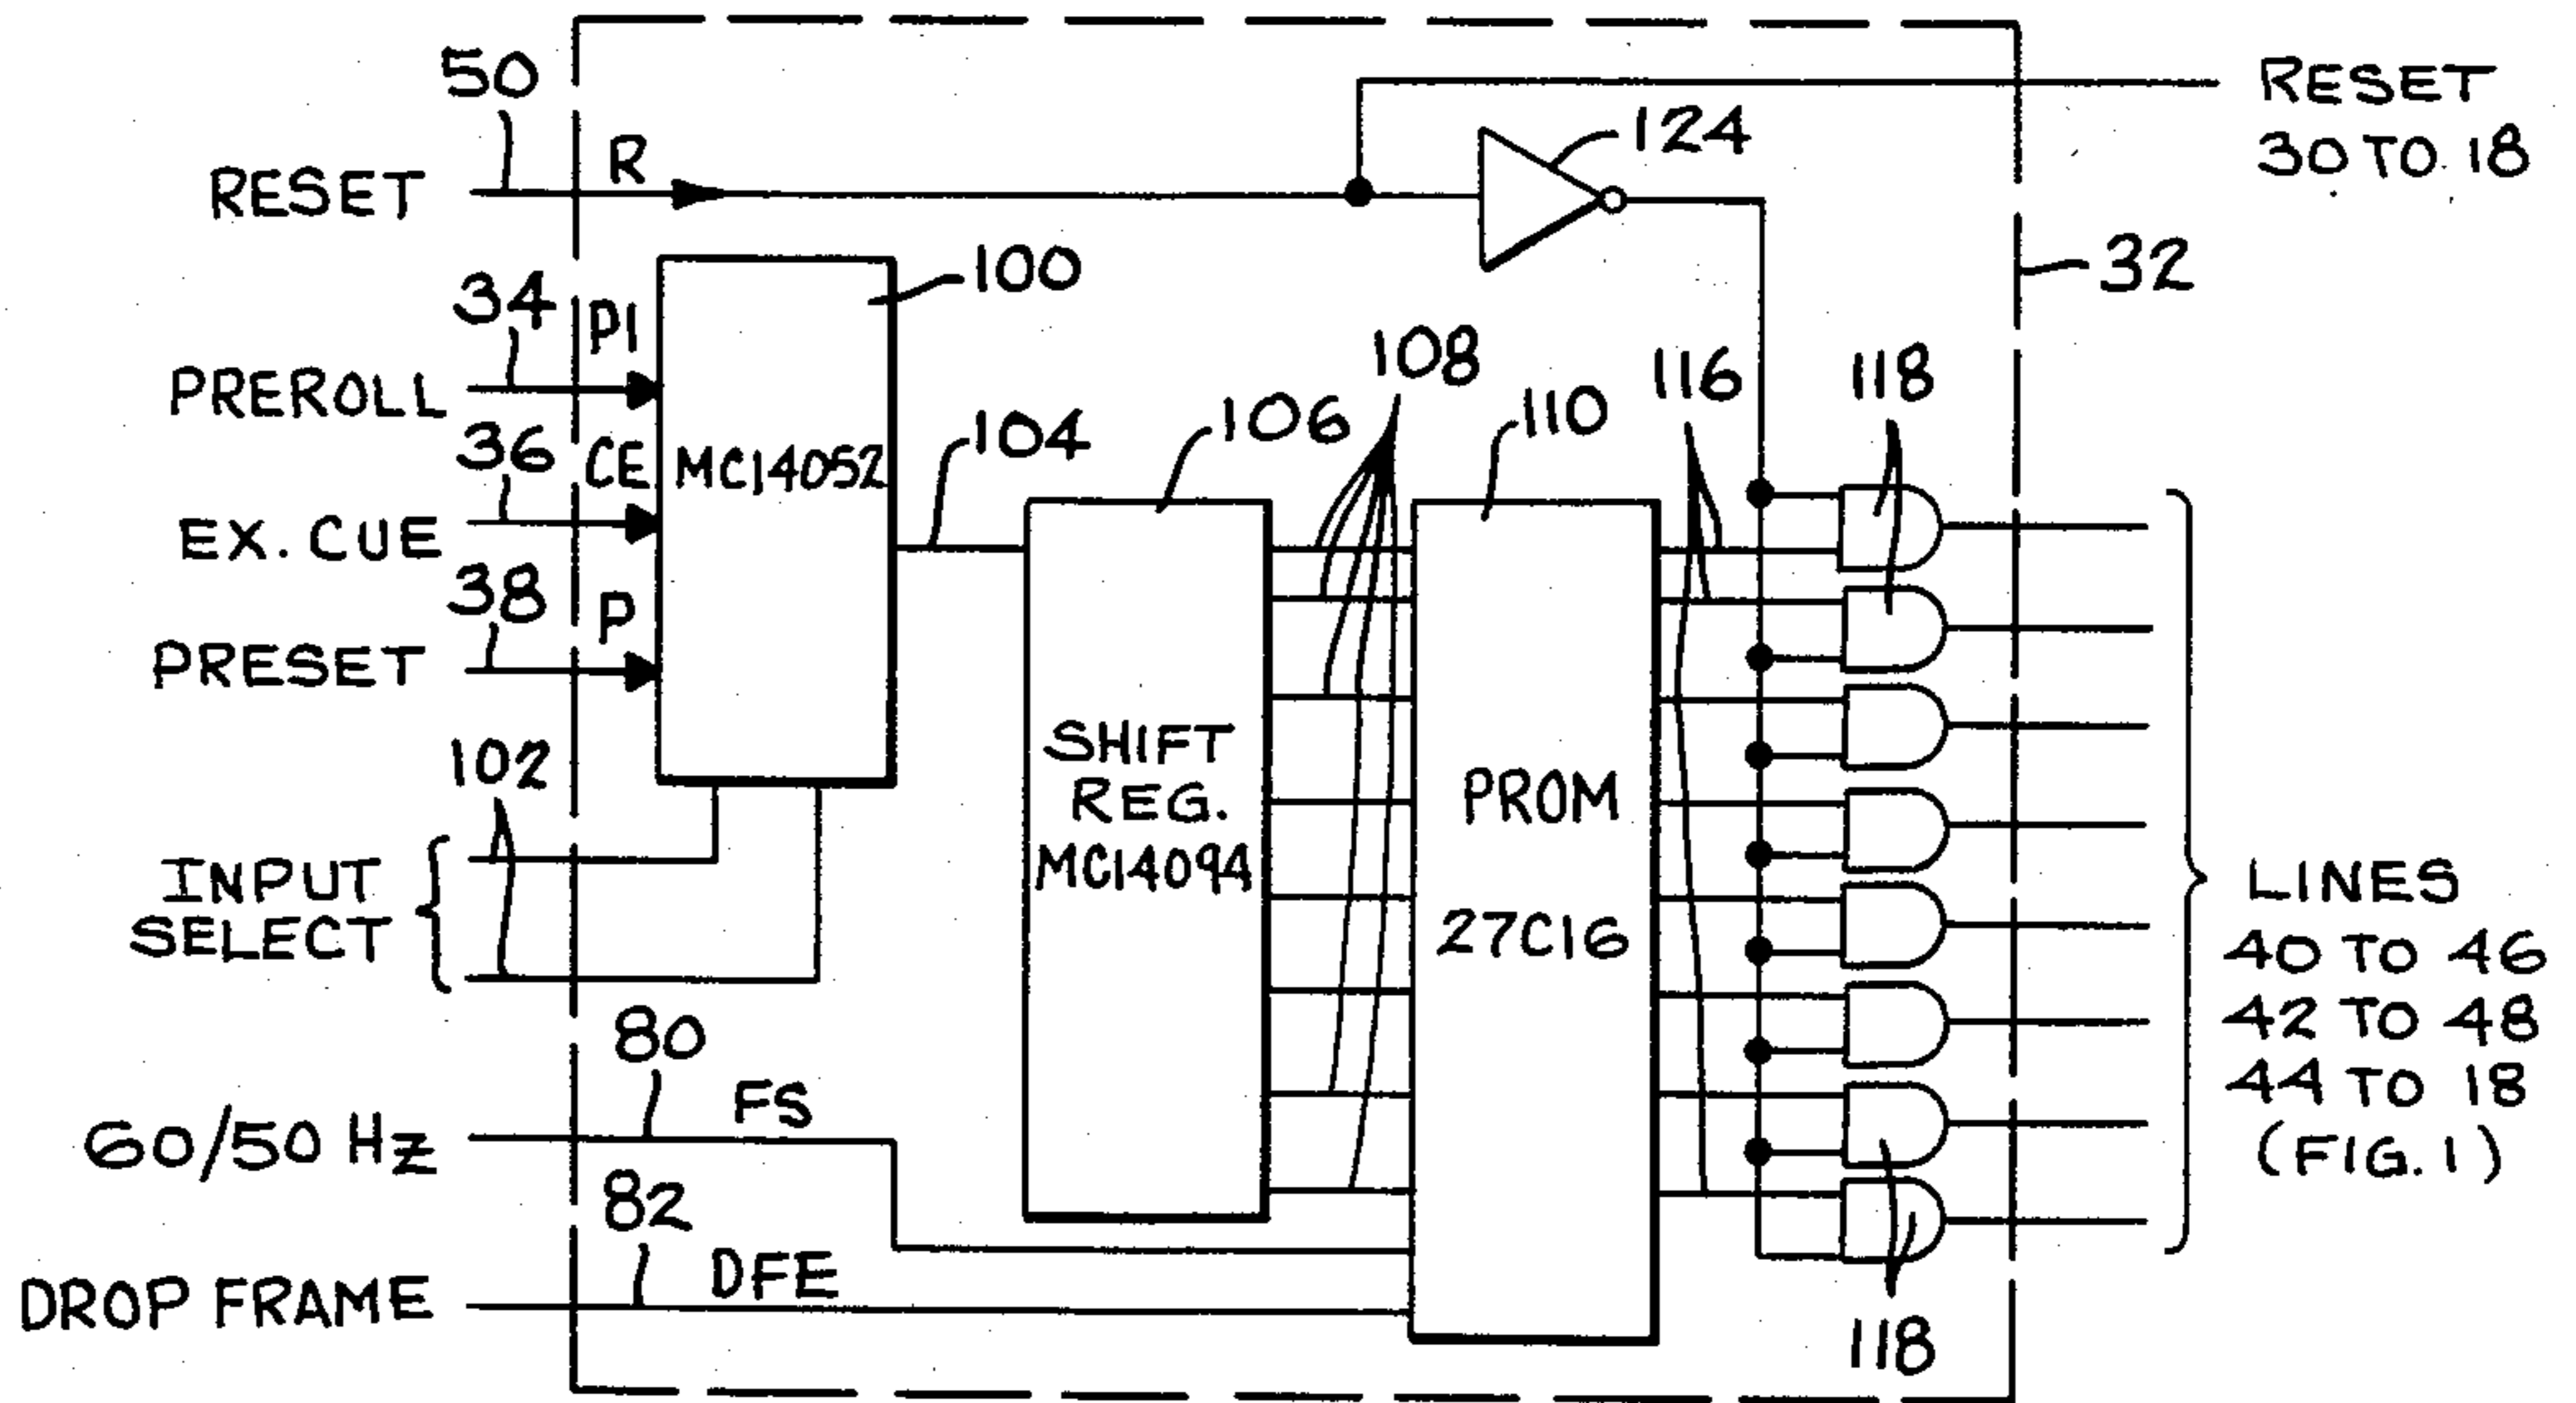 50
RESET
R
124
RESET
30 TO 18
32
100
34
P1
PREROLL
36
CE
EX. CUE
38
P
PRESET
MC14052
104
106
108
110
116
118
102
INPUT
SELECT
SHIFT
REG.
MC14094
PROM
27C16
80
FS
60/50 Hz
82
DFE
DROP FRAME
118
LINES
40 TO 46
42 TO 48
44 TO 18
(FIG. 1)